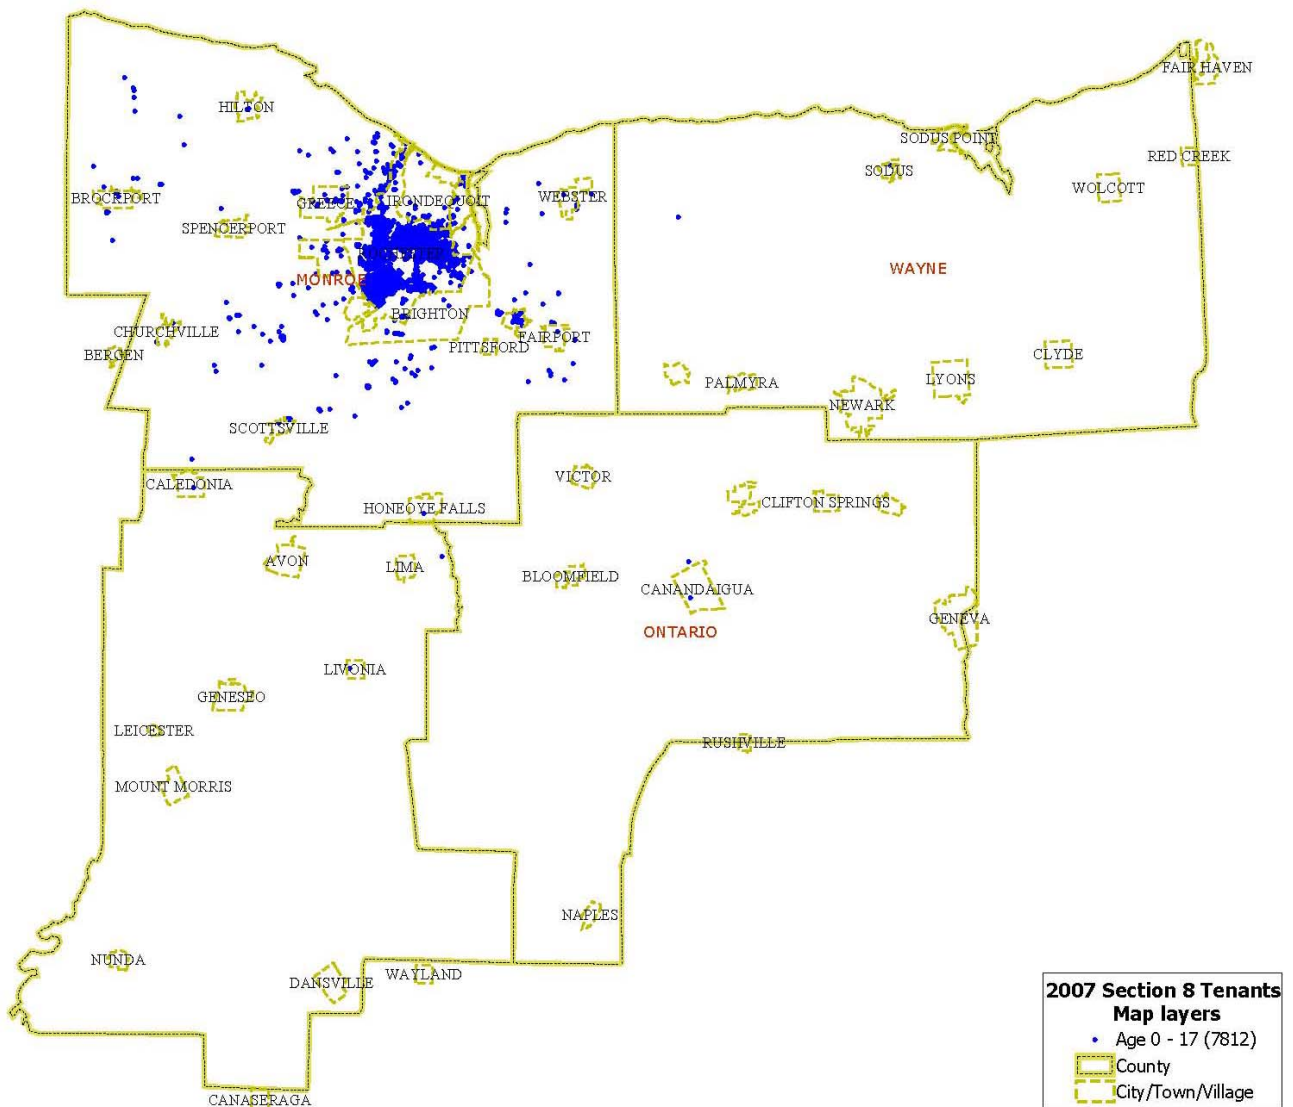 FAIR HAVEN
HILTON
SODUS POINT
RED CREEK
SODUS
WOLCOTT
BROCKPORT
WEBSTER
GREECE
IRONDEQUOIT
SPENCERPORT
ROCHESTER
WAYNE
MONROE
BRIGHTON
CHURCHVILLE
FAIRPORT
PITTSFORD
BERGEN
CLYDE
LYONS
PALMYRA
NEWARK
SCOTTSVILLE
VICTOR
CALEDONIA
CLIFTON SPRINGS
HONEOYE FALLS
AVON
LIMA
BLOOMFIELD
CANANDAIGUA
GENEVA
ONTARIO
LIVONIA
GENESEO
LEICESTER
RUSHVILLE
MOUNT MORRIS
NAPLES
NUNDA
WAYLAND
DANSVILLE
CANASERAGA
2007 Section 8 Tenants
Map layers
Age 0 - 17 (7812)
County
City/Town/Village